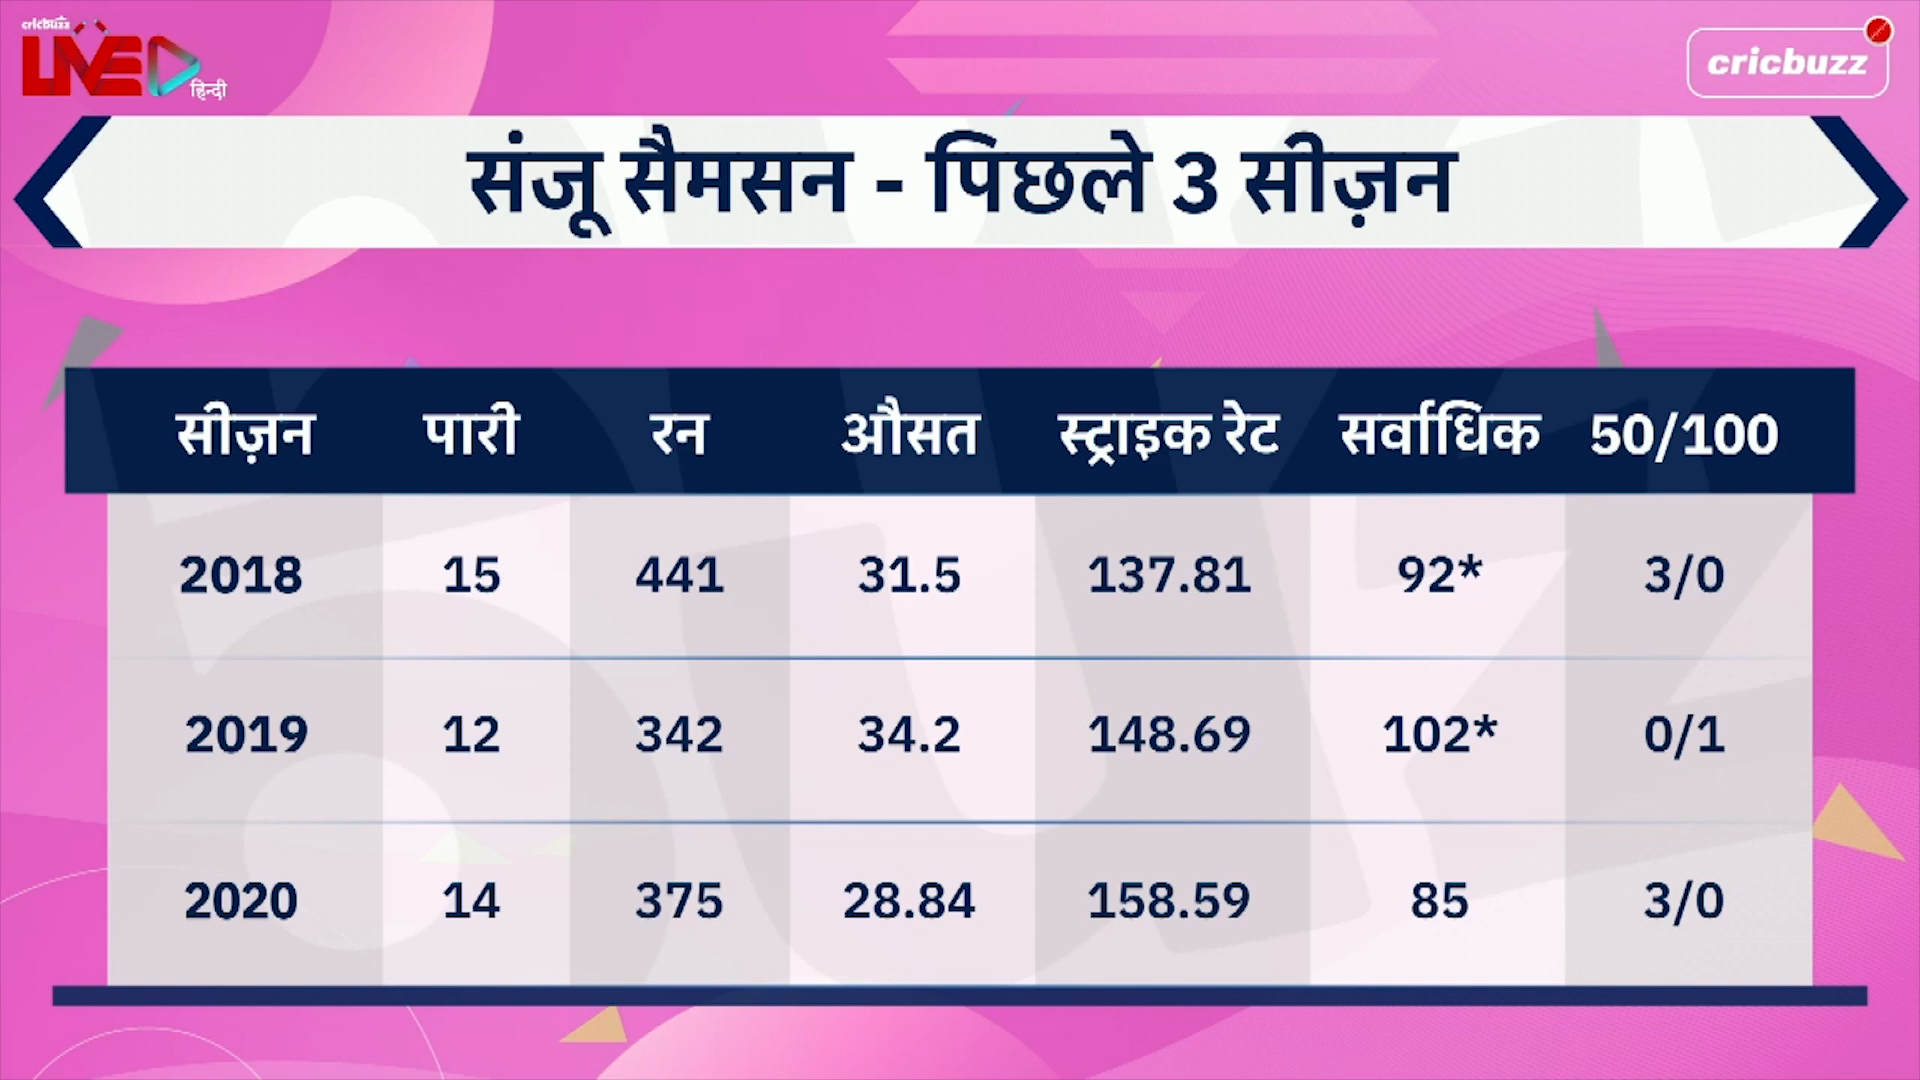 cricbuzz
LIVE
हिन्दी
cricbuzz
संजू सैमसन - पिछले 3 सीज़न
सीज़न पारी रन औसत स्ट्राइक रेट सर्वाधिक 50/100
2018 15 441 31.5 137.81 92* 3/0
2019 12 342 34.2 148.69 102* 0/1
2020 14 375 28.84 158.59 85 3/0